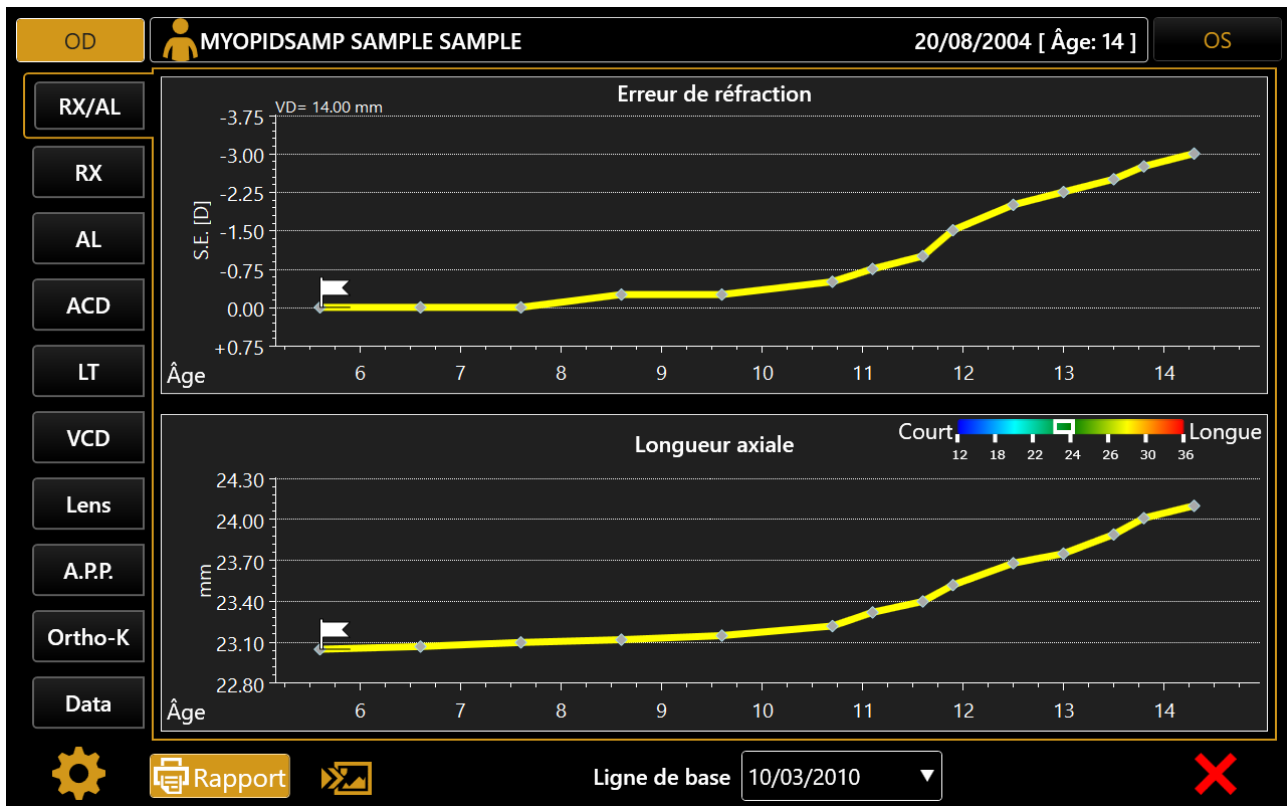 OD
MYOPIDSAMP SAMPLE SAMPLE 20/08/2004 [ Âge: 14 ]
OS
RX/AL
RX
AL
ACD
LT
VCD
Lens
A.P.P.
Ortho-K
Data
Erreur de réfraction
VD= 14.00 mm
S.E. [D]
-3.75
-3.00
-2.25
-1.50
-0.75
0.00
+0.75
Âge 6 7 8 9 10 11 12 13 14
Longueur axiale
Court Longue
12 18 22 24 26 30 36
mm
24.30
24.00
23.70
23.40
23.10
22.80
Âge 6 7 8 9 10 11 12 13 14
Rapport
Ligne de base 10/03/2010